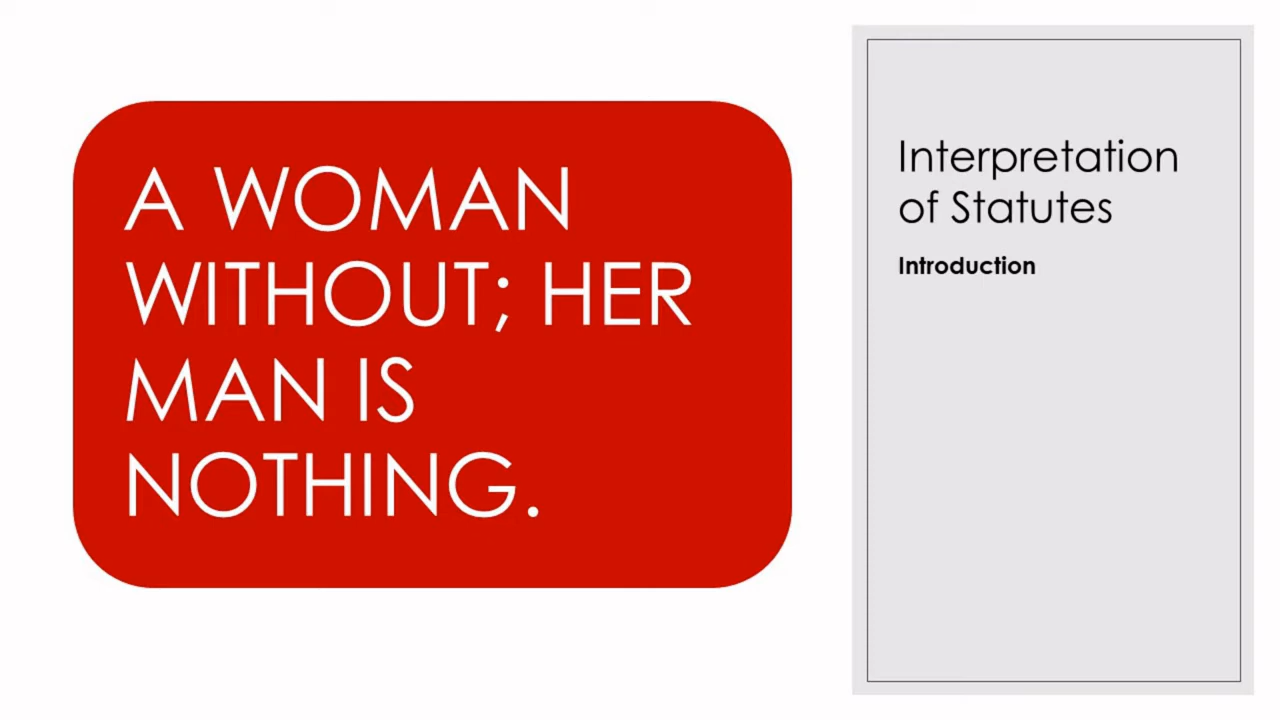 A WOMAN
WITHOUT; HER
MAN IS
NOTHING.
Interpretation
of Statutes
Introduction